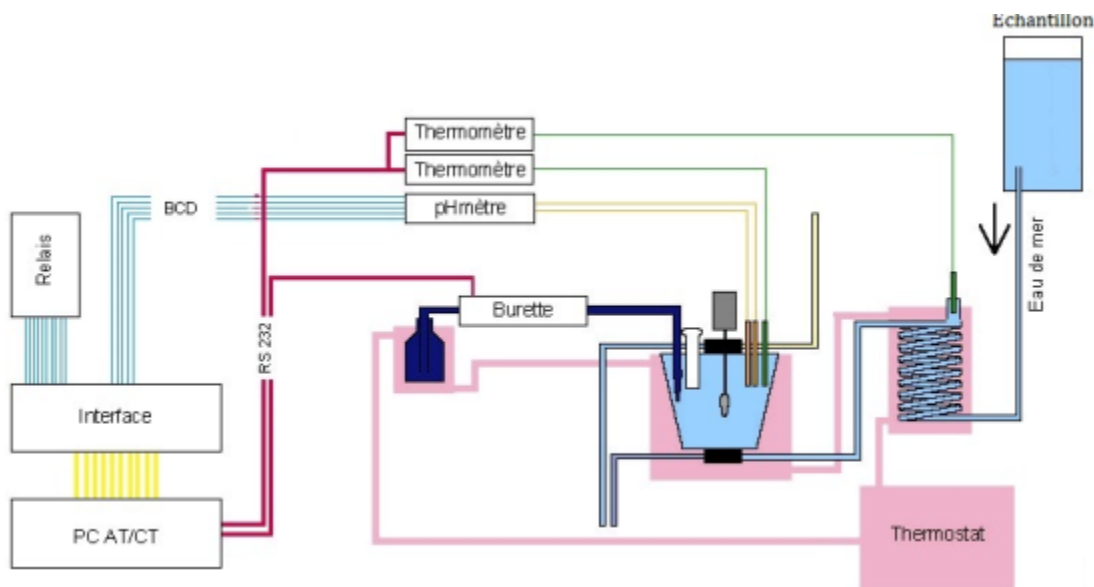 Echantillon
Thermomètre
Thermomètre
pHmètre
BCD
Relais
Eau de mer
Burette
RS 232
Interface
PC AT/CT
Thermostat